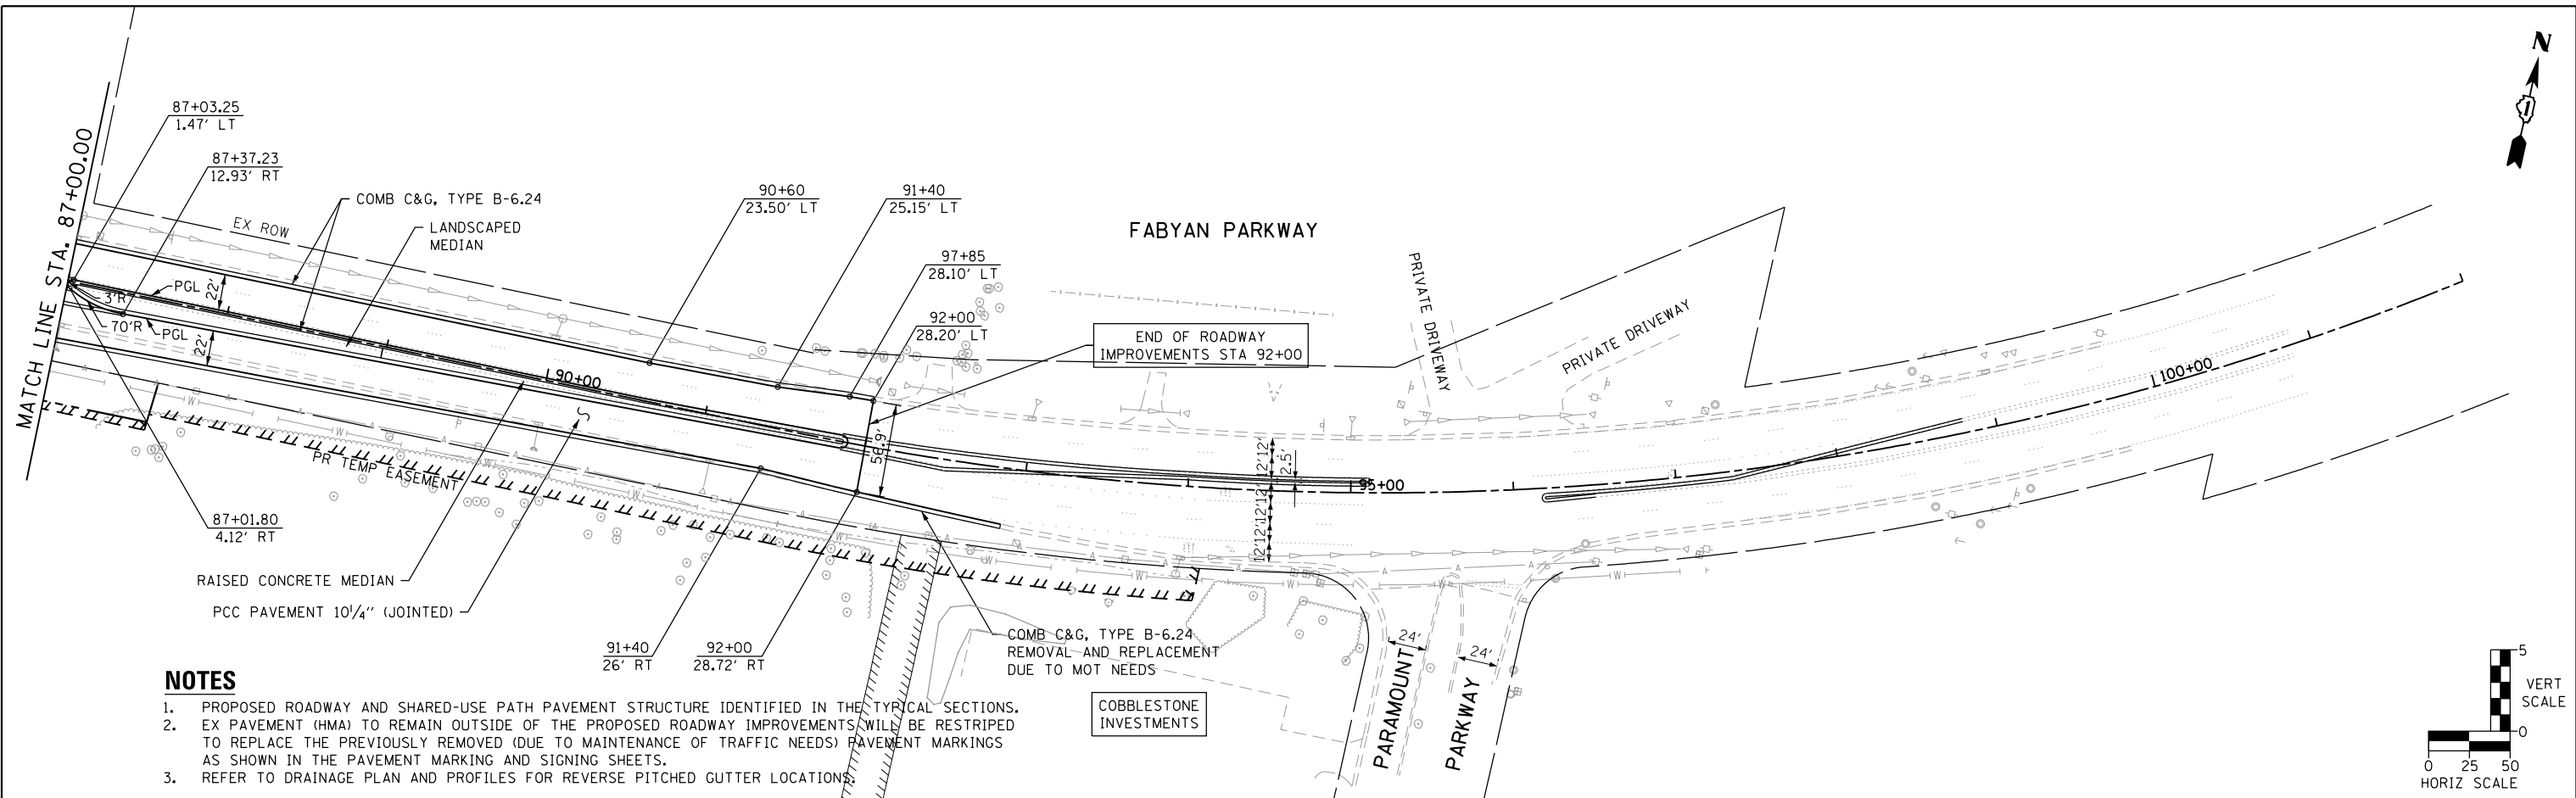 N
1
87+03.25
1.47' LT
87+37.23
12.93' RT
COMB C&G, TYPE B-6.24
LANDSCAPED
MEDIAN
EX ROW
MATCH LINE STA. 87+00.00
PGL
22'
3'R
70'R
PGL
22'
90+60
23.50' LT
91+40
25.15' LT
97+85
28.10' LT
92+00
28.20' LT
FABYAN PARKWAY
END OF ROADWAY
IMPROVEMENTS STA 92+00
PRIVATE DRIVEWAY
PRIVATE DRIVEWAY
90+00
56.9'
12'12'
2.5'
12'12'12'12'
95+00
100+00
PR TEMP EASEMENT
87+01.80
4.12' RT
RAISED CONCRETE MEDIAN
PCC PAVEMENT 10 1/4'' (JOINTED)
91+40
26' RT
92+00
28.72' RT
COMB C&G, TYPE B-6.24
REMOVAL AND REPLACEMENT
DUE TO MOT NEEDS
COBBLESTONE
INVESTMENTS
24'
24'
PARAMOUNT
PARKWAY
NOTES
1. PROPOSED ROADWAY AND SHARED-USE PATH PAVEMENT STRUCTURE IDENTIFIED IN THE TYPICAL SECTIONS.
2. EX PAVEMENT (HMA) TO REMAIN OUTSIDE OF THE PROPOSED ROADWAY IMPROVEMENTS WILL BE RESTRIPED
TO REPLACE THE PREVIOUSLY REMOVED (DUE TO MAINTENANCE OF TRAFFIC NEEDS) PAVEMENT MARKINGS
AS SHOWN IN THE PAVEMENT MARKING AND SIGNING SHEETS.
3. REFER TO DRAINAGE PLAN AND PROFILES FOR REVERSE PITCHED GUTTER LOCATIONS.
5
VERT
SCALE
0
0 25 50
HORIZ SCALE